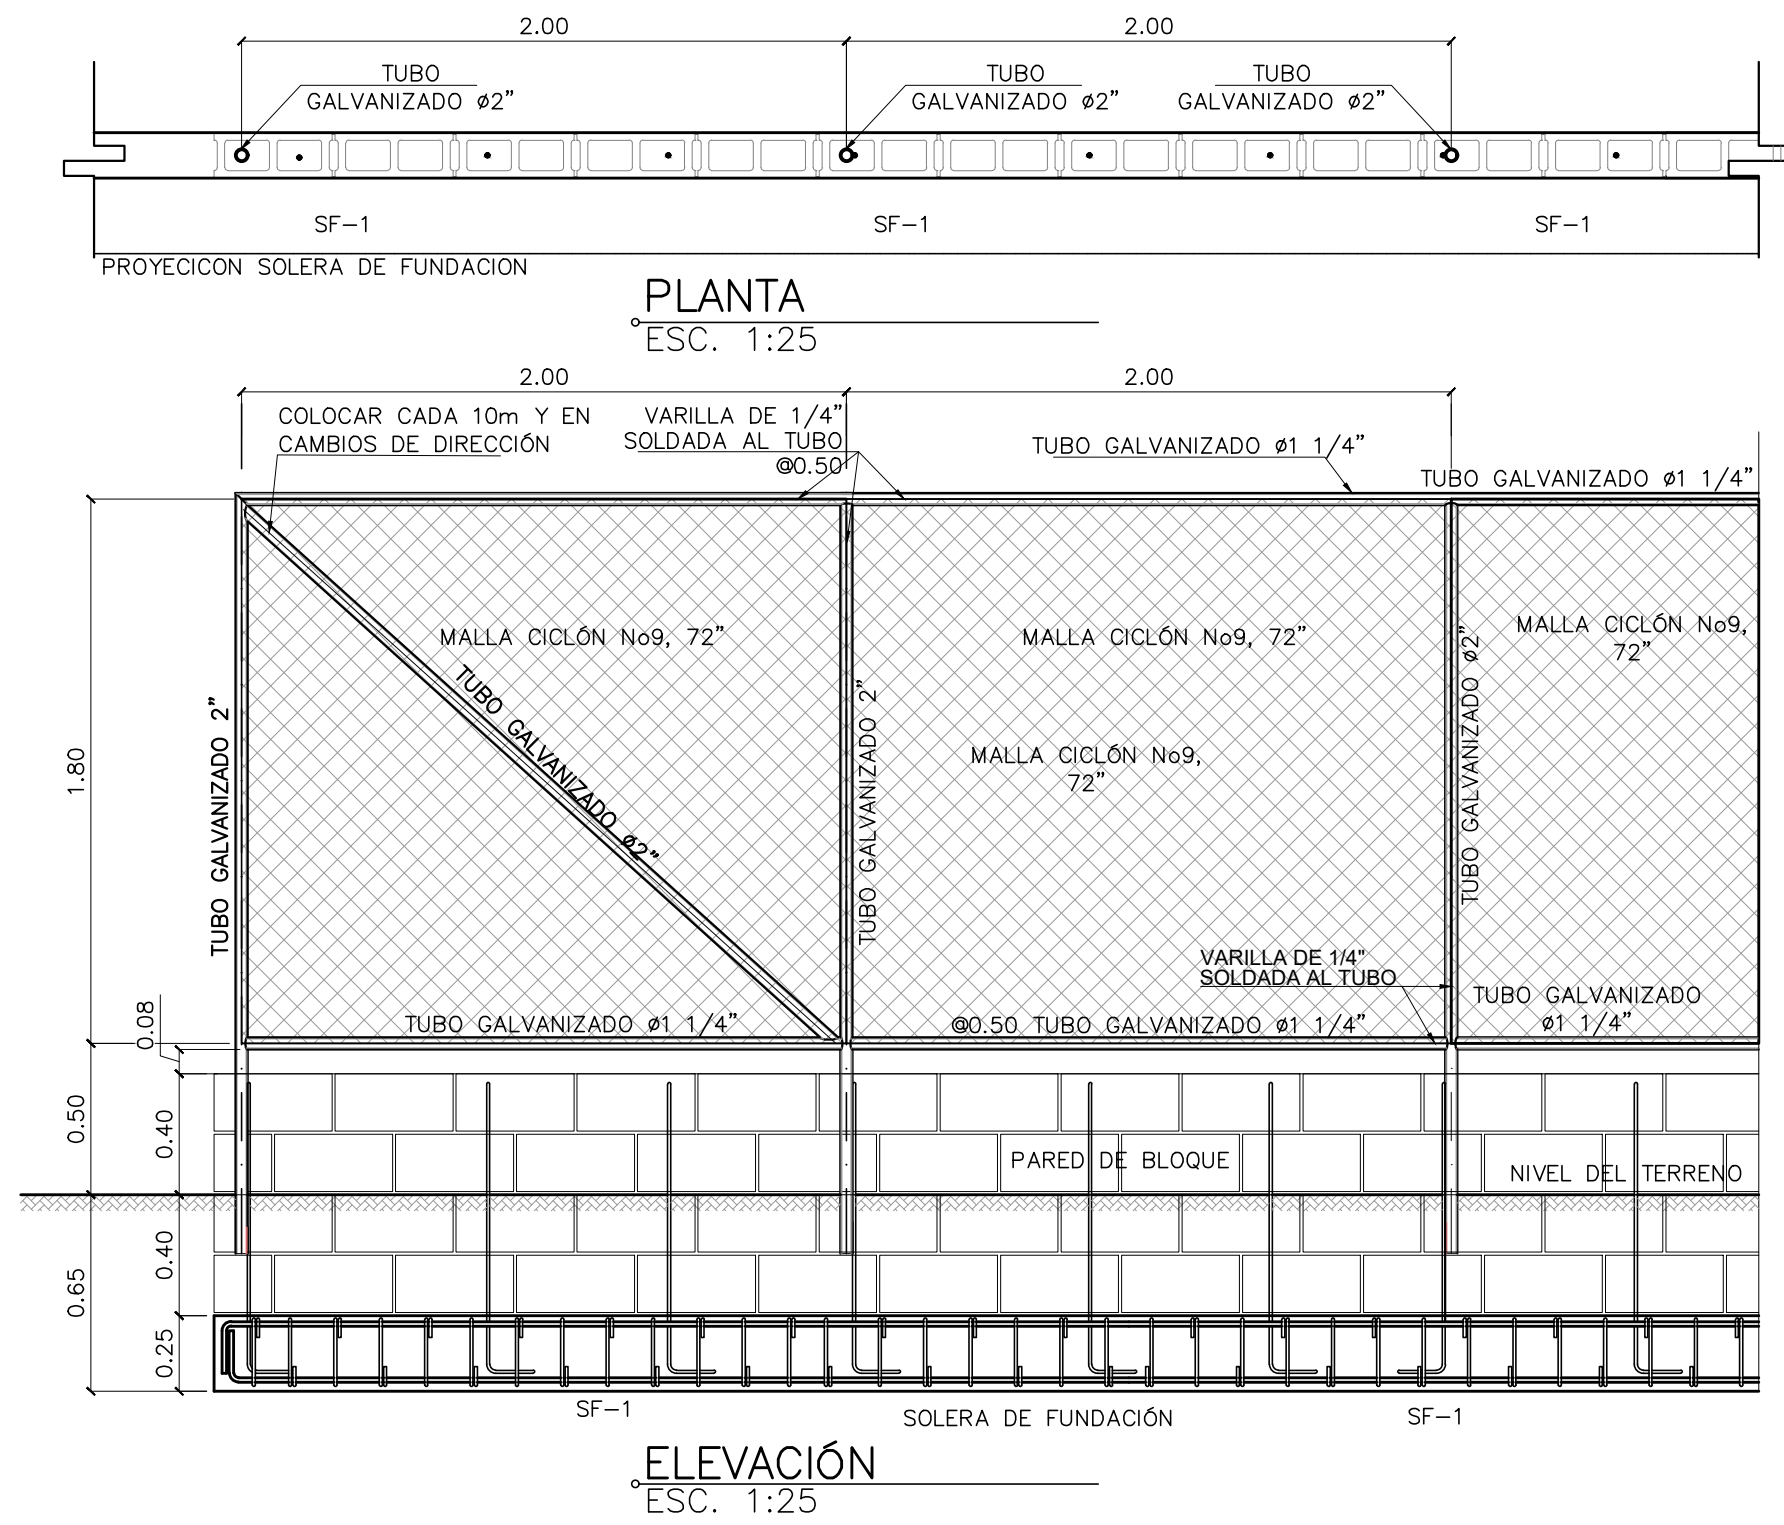 2.00
2.00
TUBO
GALVANIZADO ø2"
TUBO
GALVANIZADO ø2"
TUBO
GALVANIZADO ø2"
SF-1
SF-1
SF-1
PROYECICON SOLERA DE FUNDACION
PLANTA
ESC. 1:25
2.00
2.00
COLOCAR CADA 10m Y EN
CAMBIOS DE DIRECCIÓN
VARILLA DE 1/4"
SOLDADA AL TUBO
@0.50
TUBO GALVANIZADO ø1 1/4"
TUBO GALVANIZADO ø1 1/4"
MALLA CICLÓN No9, 72"
MALLA CICLÓN No9, 72"
MALLA CICLÓN No9,
72"
TUBO GALVANIZADO 2"
TUBO GALVANIZADO ø2"
TUBO GALVANIZADO 2"
MALLA CICLÓN No9,
72"
TUBO GALVANIZADO ø2"
1.80
VARILLA DE 1/4"
SOLDADA AL TUBO
TUBO GALVANIZADO ø1 1/4"
@0.50 TUBO GALVANIZADO ø1 1/4"
TUBO GALVANIZADO
ø1 1/4"
0.08
0.50
0.40
PARED DE BLOQUE
NIVEL DEL TERRENO
0.65
0.40
0.25
SF-1
SOLERA DE FUNDACIÓN
SF-1
ELEVACIÓN
ESC. 1:25